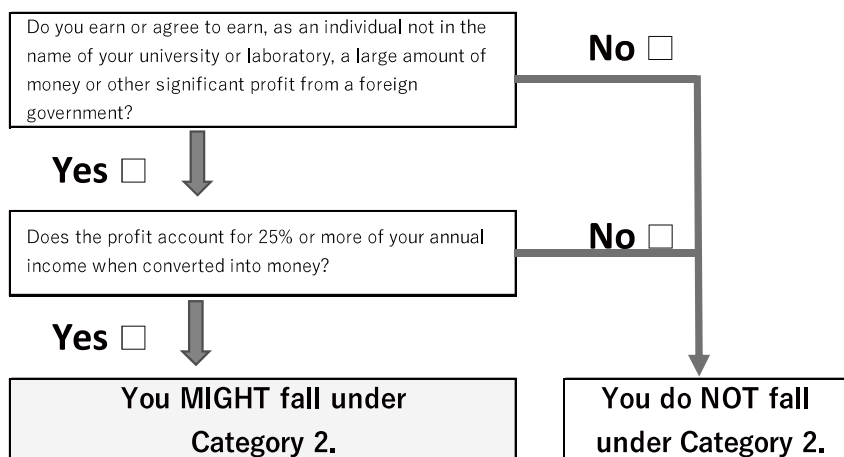 Do you earn or agree to earn, as an individual not in the
name of your university or laboratory, a large amount of
money or other significant profit from a foreign
government?
No □
Yes □
Does the profit account for 25% or more of your annual
income when converted into money?
No □
Yes □
You MIGHT fall under
Category 2.
You do NOT fall
under Category 2.